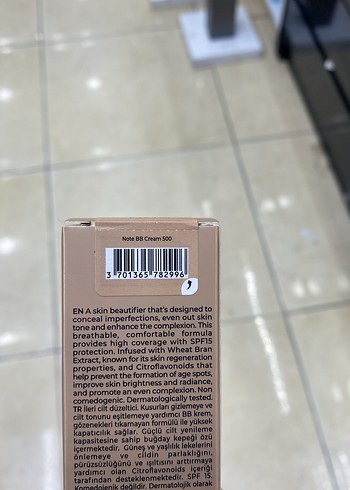 Note BB Cream 500
3 701365 782996
EN A skin beautifier that's designed to
conceal imperfections, even out skin
tone and enhance the complexion. This
breathable, comfortable formula
provides high coverage with SPF15
protection. Infused with Wheat Bran
Extract, known for its skin regeneration
properties, and Citroflavonoids that
help prevent the formation of age spots,
improve skin brightness and radiance,
and promote an even complexion. Non
comedogenic. Dermatologically tested.
TR İleri cilt düzeltici. Kusurları gizlemeye ve
cilt tonunu eşitlemeye yardımcı BB krem,
gözenekleri tıkamayan formülü ile yüksek
kapatıcılık sağlar. Güçlü cilt yenileme
kapasitesine sahip buğday kepeği özü
içermektedir. Güneş ve yaşlılık lekelerini
önlemeye ve cildin parlaklığını,
pürüzsüzlüğünü ve ışıltısını arttırmaya
yardımcı olan Citroflavonoids içeriği
tarafından desteklenmektedir. SPF 15.
Komedojenik değildir. Dermatolojik olarak